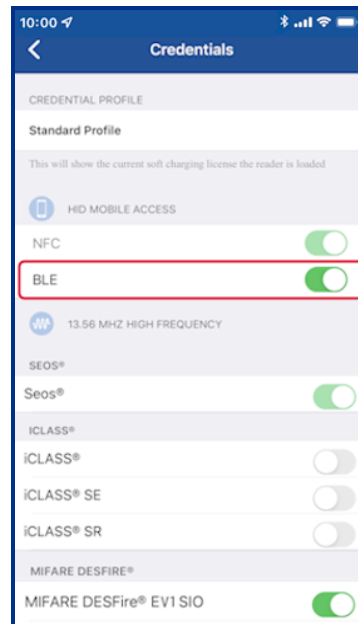 10:00
Credentials
CREDENTIAL PROFILE
Standard Profile
This will show the current soft charging license the reader is loaded
HID MOBILE ACCESS
NFC
BLE
13.56 MHZ HIGH FREQUENCY
SEOS®
Seos®
ICLASS®
iCLASS®
iCLASS® SE
iCLASS® SR
MIFARE DESFIRE®
MIFARE DESFire® EV1 SIO